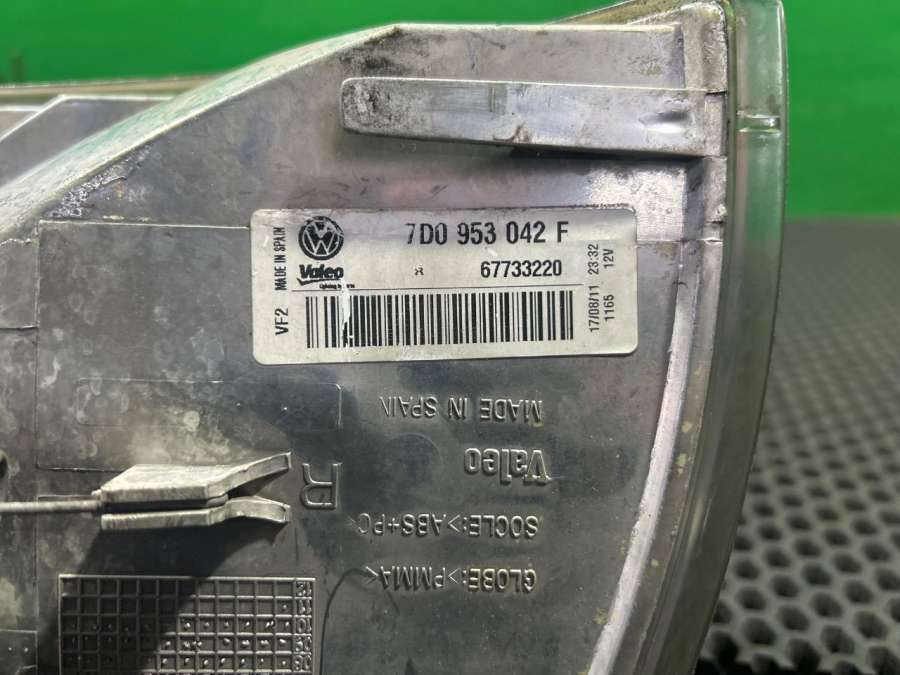 7D0 953 042 F
MADE IN SPAIN
Valeo
R
67733220
VF2
17/08/11 23:32
1165 12V
MADE IN SPAIN
Valeo
R
SOCLE:>ABS+PC<
GLOBE:>PMMA<